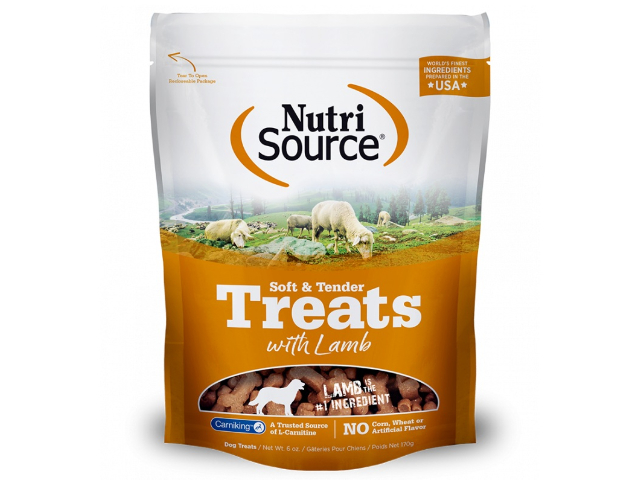 Tear To Open
Resealable Package
WORLD'S FINEST
INGREDIENTS
PREPARED IN THE
★USA★
Nutri
Source®
Soft & Tender
Treats
with Lamb
LAMB IS THE
#1 INGREDIENT
Carniking™
A Trusted Source
of L-Carnitine
NO Corn, Wheat or
Artificial Flavor
Dog Treats / Net Wt. 6 oz. / Gâteries Pour Chiens / Poids Net 170g